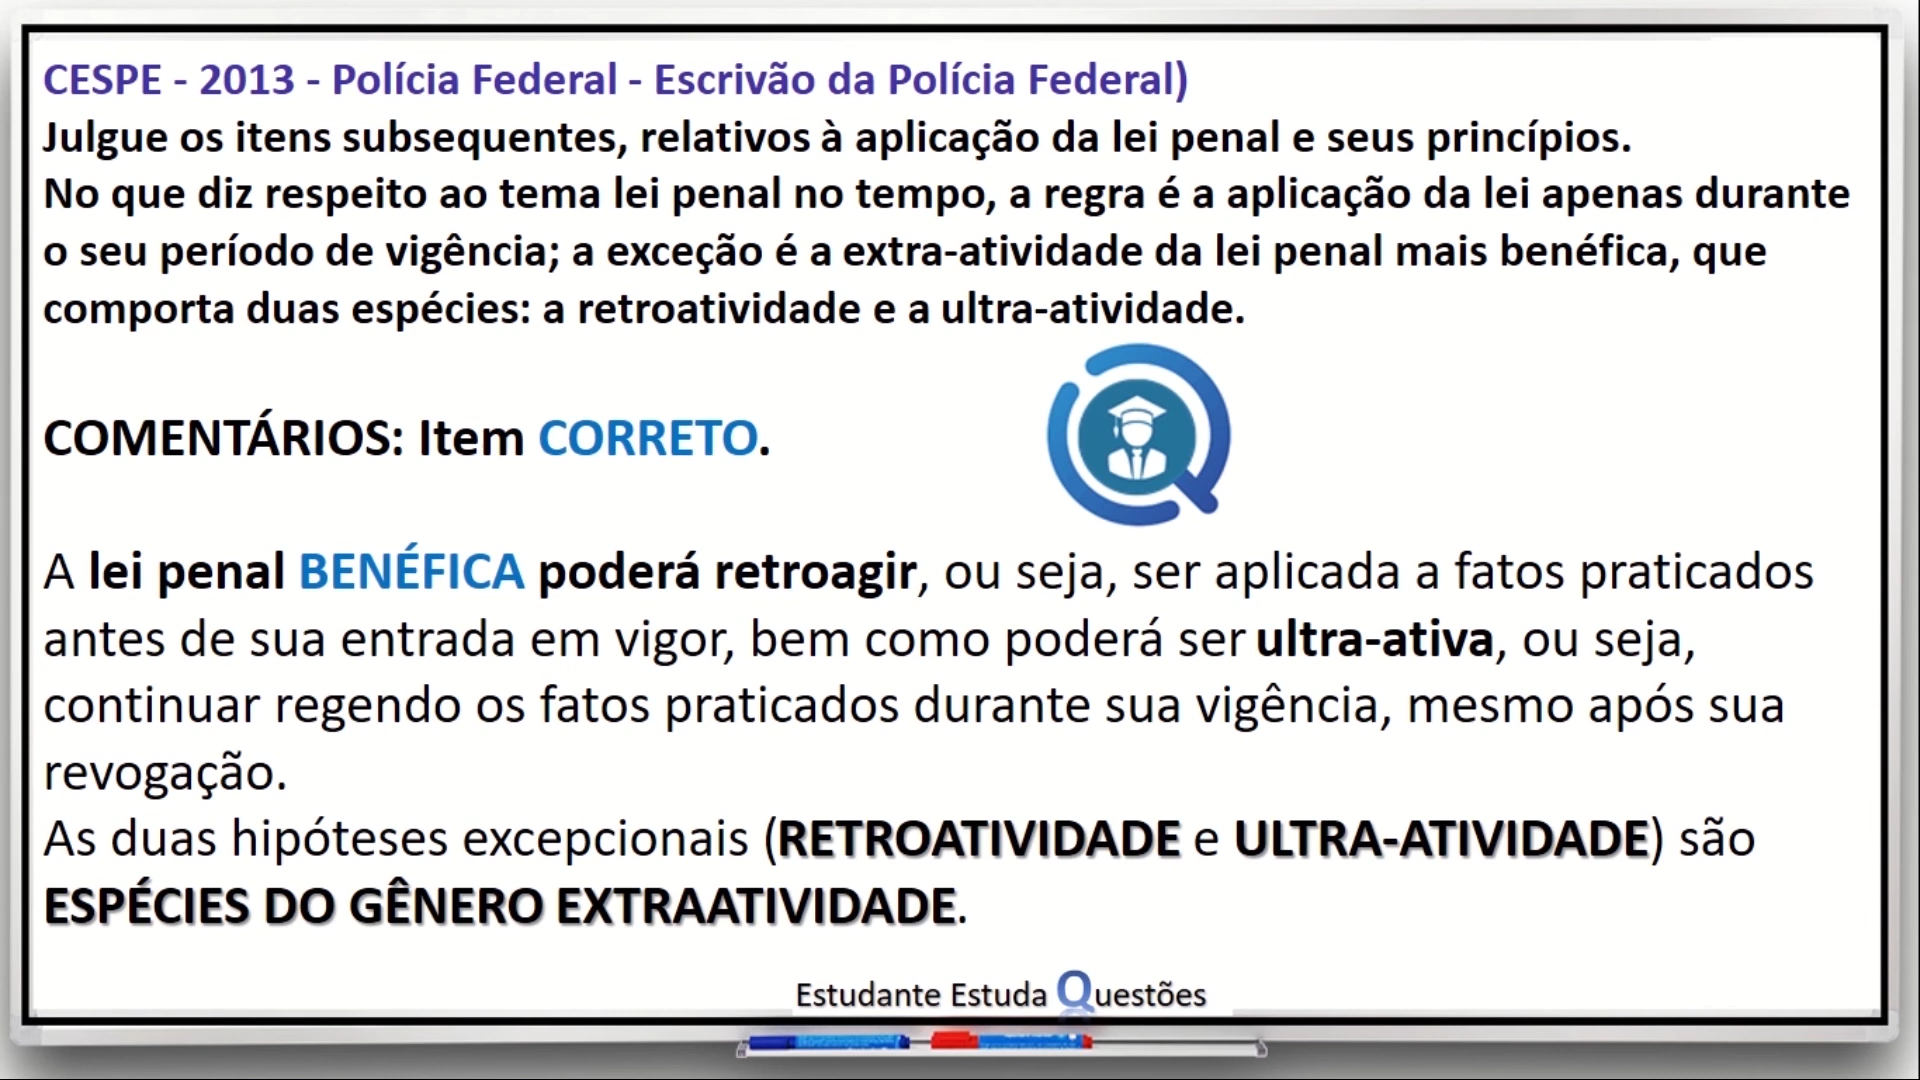 CESPE - 2013 - Polícia Federal - Escrivão da Polícia Federal)
Julgue os itens subsequentes, relativos à aplicação da lei penal e seus princípios.
No que diz respeito ao tema lei penal no tempo, a regra é a aplicação da lei apenas durante
o seu período de vigência; a exceção é a extra-atividade da lei penal mais benéfica, que
comporta duas espécies: a retroatividade e a ultra-atividade.
COMENTÁRIOS: Item CORRETO.
A lei penal BENÉFICA poderá retroagir, ou seja, ser aplicada a fatos praticados
antes de sua entrada em vigor, bem como poderá ser ultra-ativa, ou seja,
continuar regendo os fatos praticados durante sua vigência, mesmo após sua
revogação.
As duas hipóteses excepcionais (RETROATIVIDADE e ULTRA-ATIVIDADE) são
ESPÉCIES DO GÊNERO EXTRAATIVIDADE.
Estudante Estuda Questões